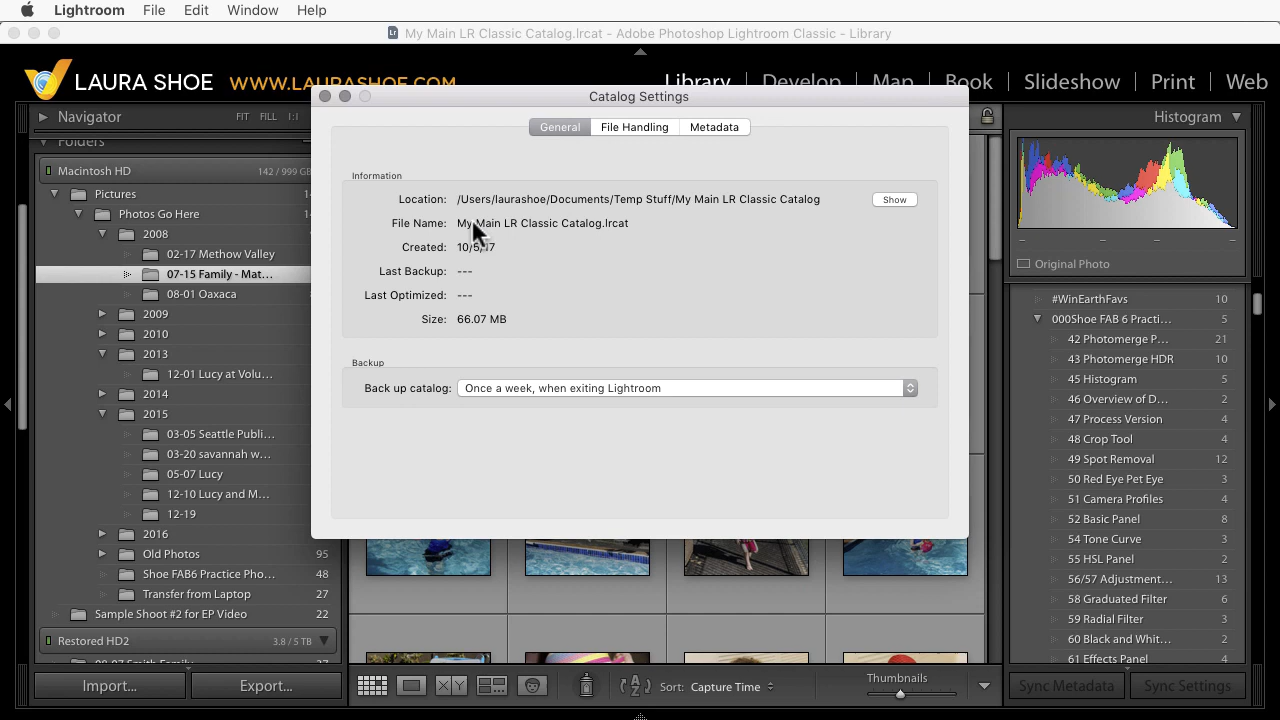 Lightroom File Edit Window Help
Lr My Main LR Classic Catalog.lrcat - Adobe Photoshop Lightroom Classic - Library
LAURA SHOE WWW.LAURASHOE.COM
Library | Develop | Map | Book | Slideshow | Print | Web
Navigator FIT FILL 1:1
Folders
Macintosh HD 142 / 999 GB
Pictures
Photos Go Here
2008
02-17 Methow Valley
07-15 Family - Mat...
08-01 Oaxaca
2009
2010
2013
12-01 Lucy at Volu...
2014
2015
03-05 Seattle Publi...
03-20 savannah w...
05-07 Lucy
12-10 Lucy and M...
12-19
2016
Old Photos 95
Shoe FAB6 Practice Pho... 48
Transfer from Laptop 27
Sample Shoot #2 for EP Video 22
Restored HD2 3.8 / 5 TB
Import... Export...
Catalog Settings
General File Handling Metadata
Information
Location: /Users/laurashoe/Documents/Temp Stuff/My Main LR Classic Catalog Show
File Name: My Main LR Classic Catalog.lrcat
Created: 10/5/17
Last Backup: ---
Last Optimized: ---
Size: 66.07 MB
Backup
Back up catalog: Once a week, when exiting Lightroom
Sort: Capture Time
Thumbnails
Histogram
Original Photo
#WinEarthFavs 10
000Shoe FAB 6 Practi... 5
42 Photomerge P... 21
43 Photomerge HDR 10
45 Histogram 5
46 Overview of D... 2
47 Process Version 4
48 Crop Tool 4
49 Spot Removal 12
50 Red Eye Pet Eye 3
51 Camera Profiles 4
52 Basic Panel 8
54 Tone Curve 3
55 HSL Panel 2
56/57 Adjustment... 13
58 Graduated Filter 6
59 Radial Filter 3
60 Black and Whit... 2
61 Effects Panel 4
Sync Metadata Sync Settings